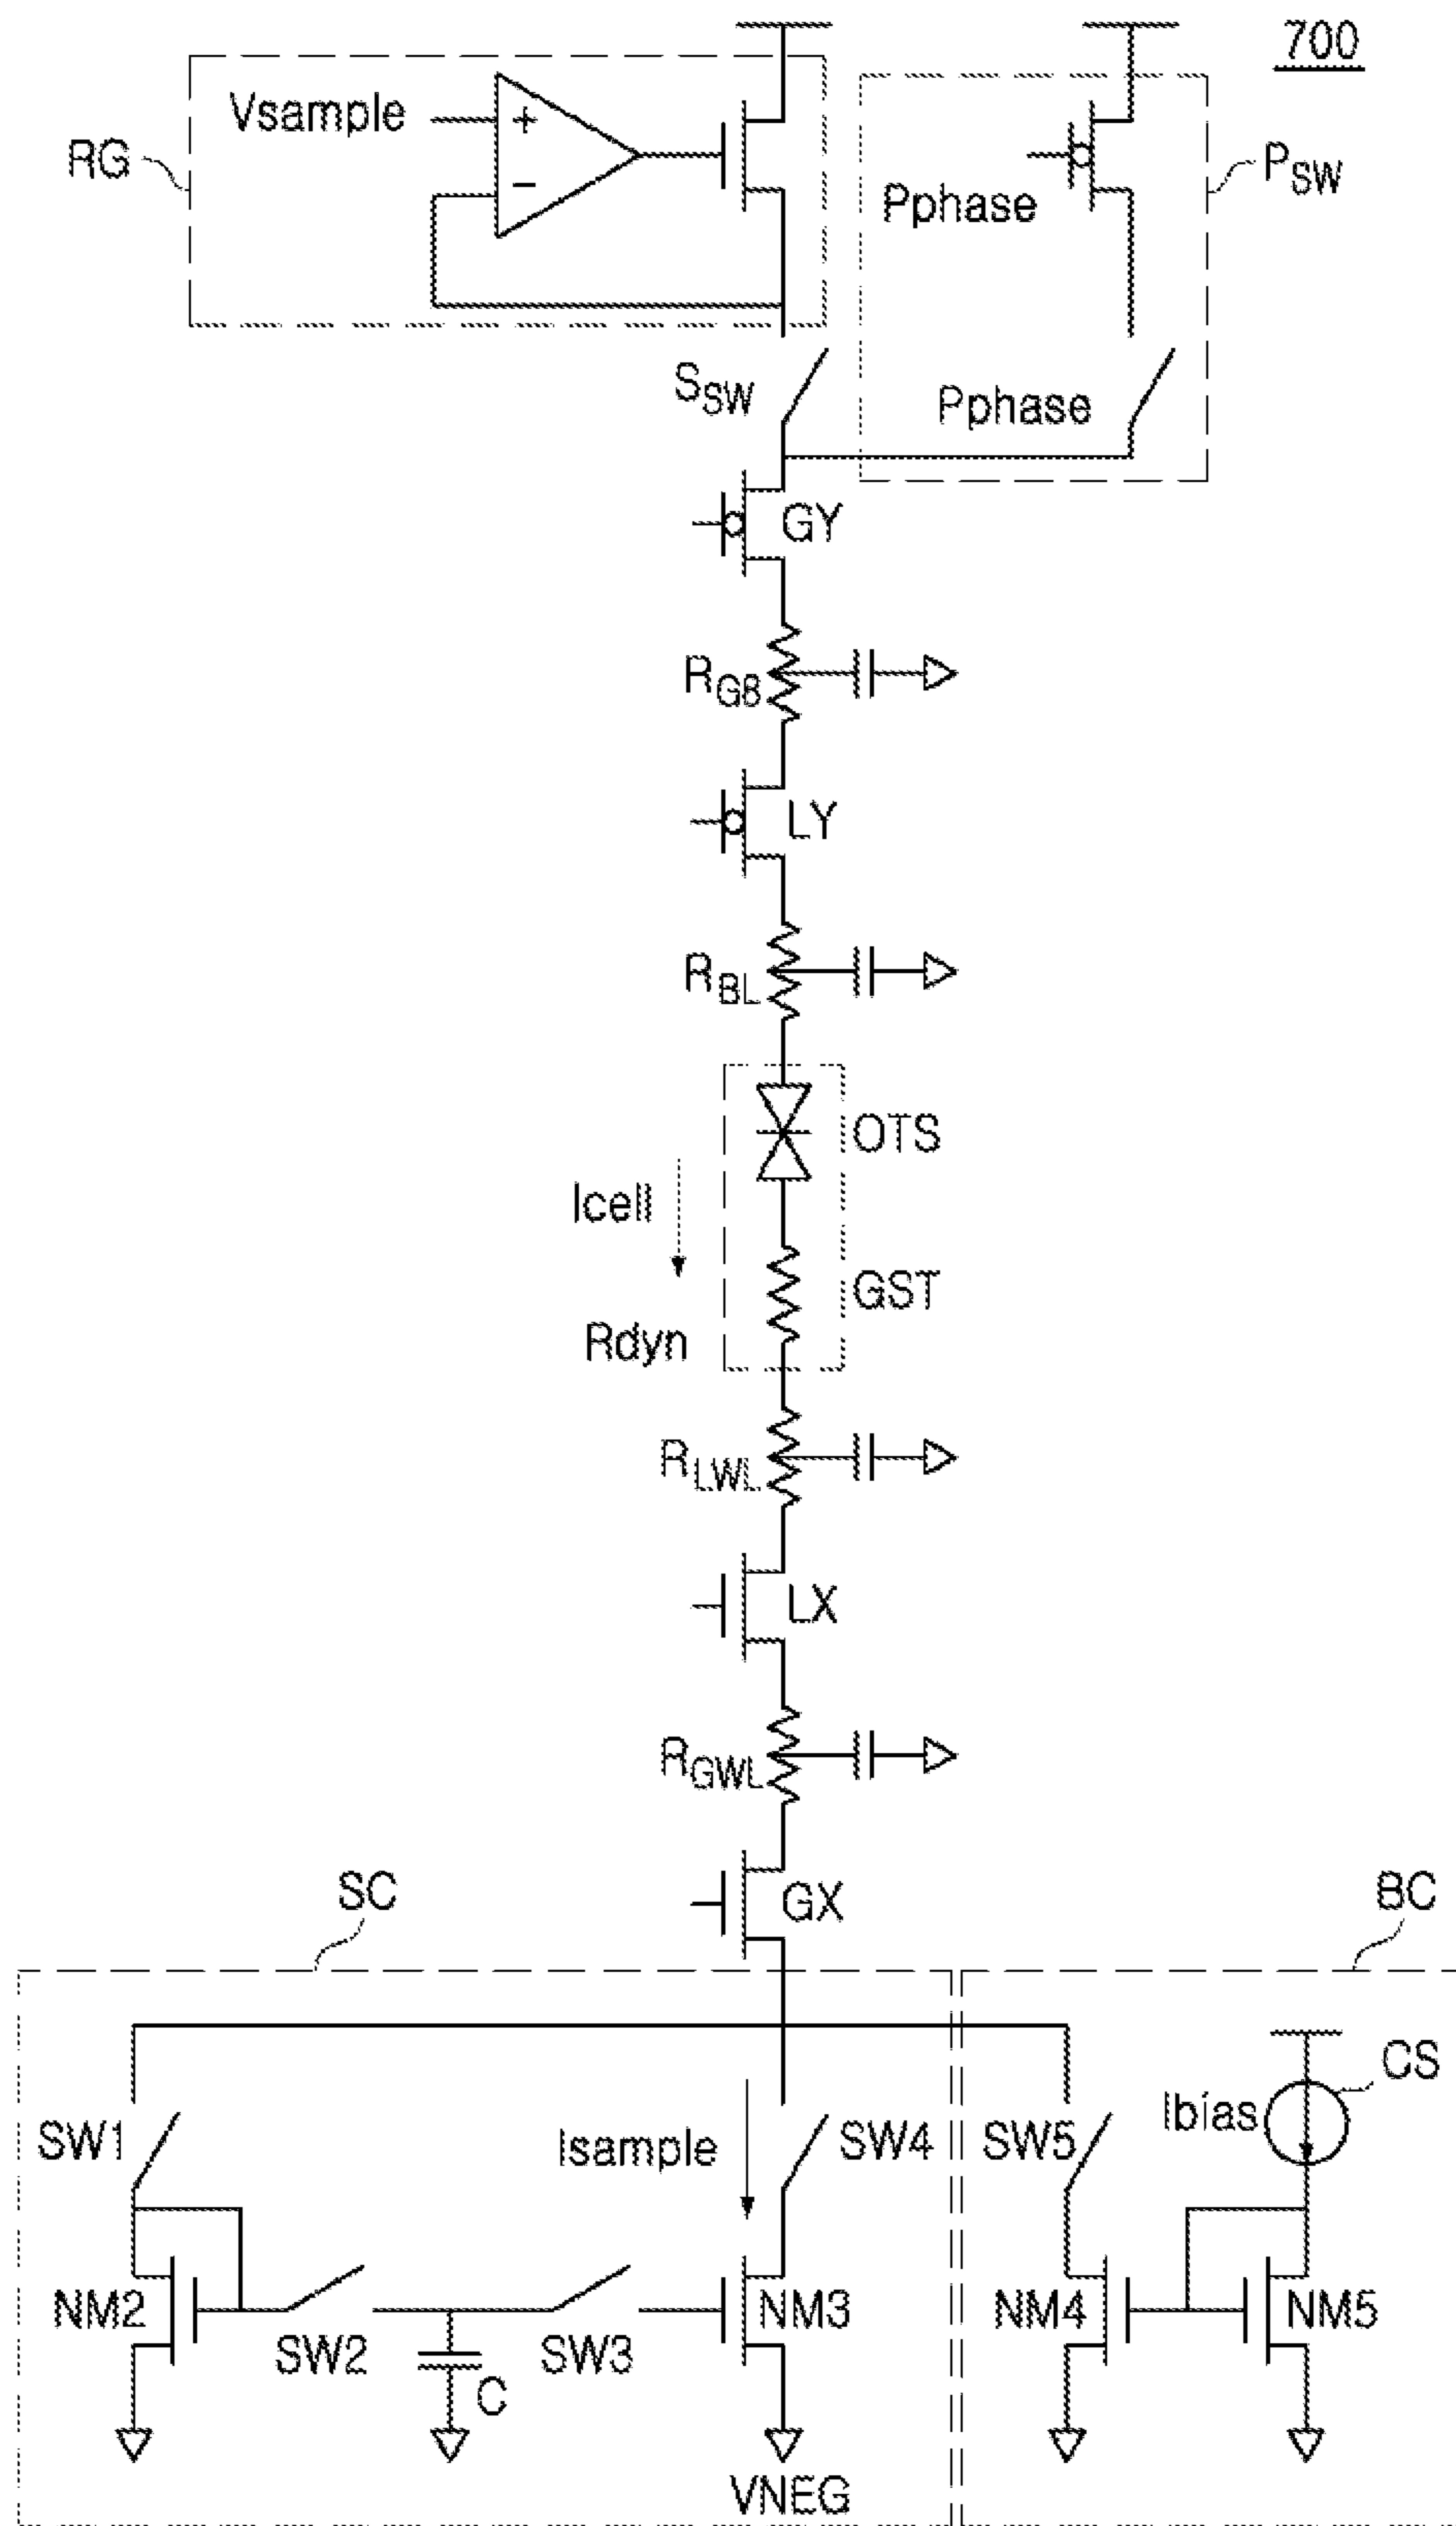 700
Vsample
+
−
RG
Pphase
PSW
SSW
Pphase
GY
RG8
LY
RBL
OTS
Icell
GST
Rdyn
RLWL
LX
RGWL
GX
SC
BC
CS
Ibias
SW1
Isample
SW4
SW5
NM2
SW2
C
SW3
NM3
NM4
NM5
VNEG